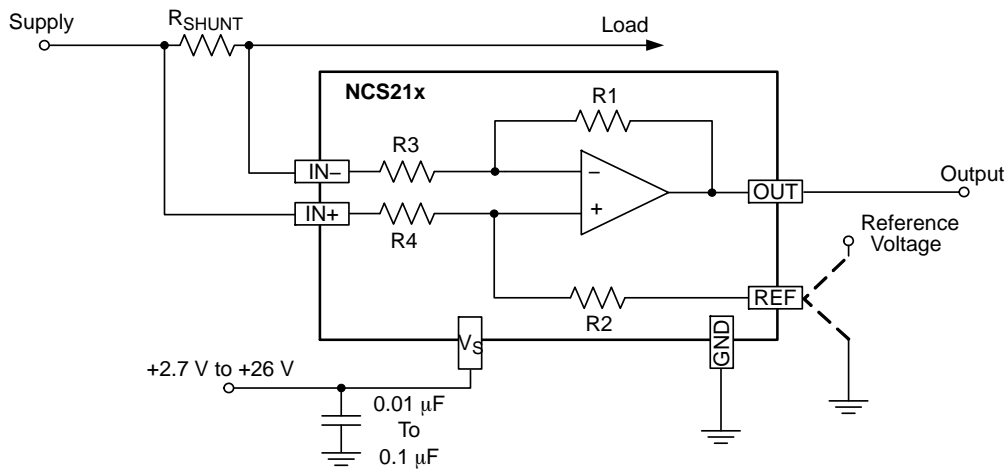 Supply
RSHUNT
Load
NCS21x
R1
R3
IN–
–
OUT
Output
IN+
+
R4
Reference
Voltage
R2
REF
VS
GND
+2.7 V to +26 V
0.01 μF
To
0.1 μF